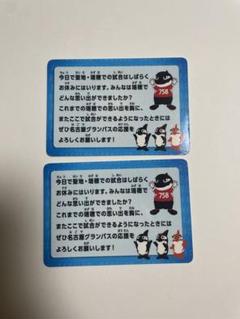 今日で聖地・瑞穂での試合はしばらく
お休みにはいります。みんなは瑞穂で
どんな思い出ができましたか?
これまでの瑞穂での思い出を胸に、
またここで試合ができるようになったときには
ぜひ名古屋グランパスの応援を
よろしくお願いします!
758
今日で聖地・瑞穂での試合はしばらく
お休みにはいります。みんなは瑞穂で
どんな思い出ができましたか?
これまでの瑞穂での思い出を胸に、
またここで試合ができるようになったときには
ぜひ名古屋グランパスの応援を
よろしくお願いします!
758